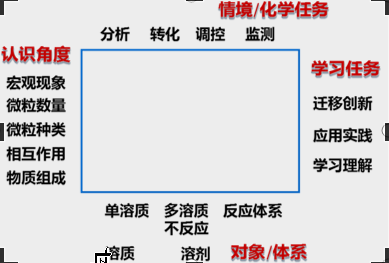 情境/化学任务
分析 转化 调控 监测
认识角度
宏观现象
微粒数量
微粒种类
相互作用
物质组成
学习任务
迁移创新
应用实践
学习理解
单溶质 多溶质 反应体系
不反应
溶质 溶剂 对象/体系